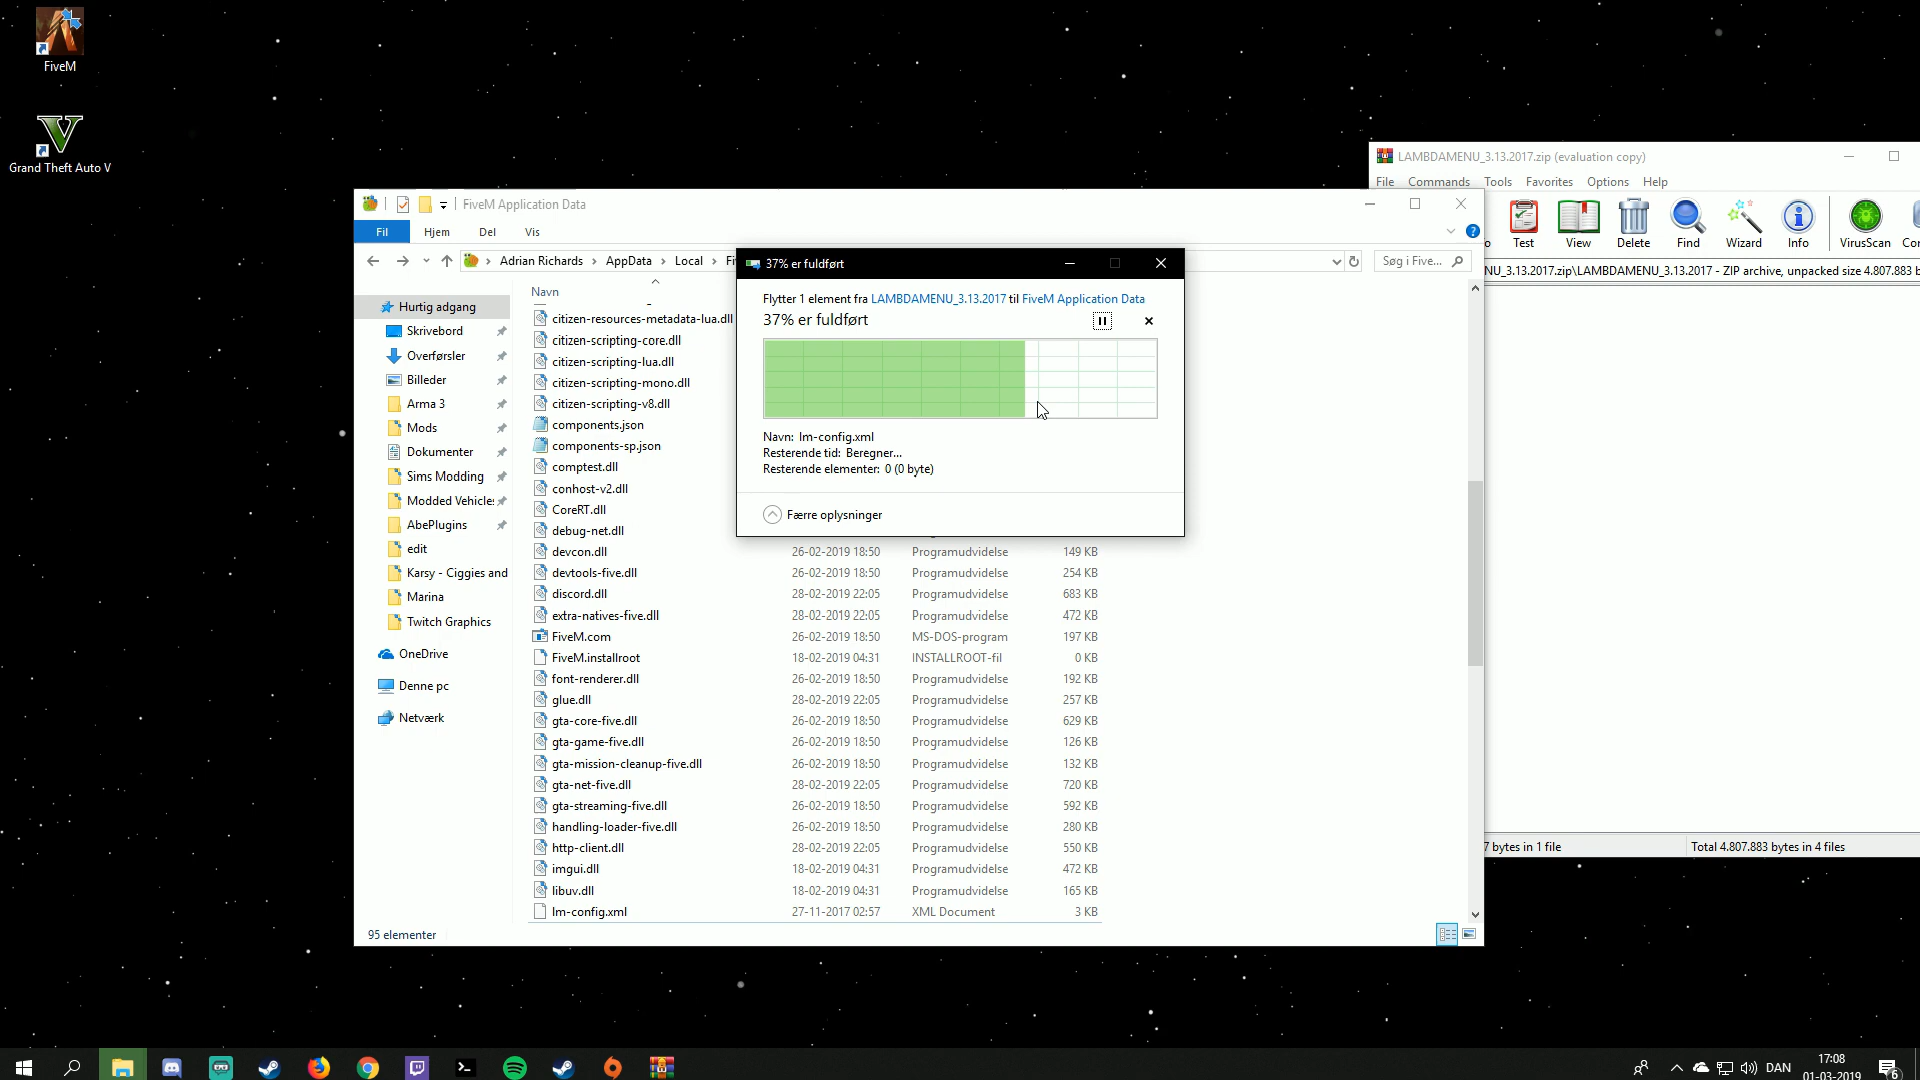 FiveM
Grand Theft Auto V
LAMBDAMENU_3.13.2017.zip (evaluation copy)
File Commands Tools Favorites Options Help
Test View Delete Find Wizard Info VirusScan
NU_3.13.2017.zip\LAMBDAMENU_3.13.2017 - ZIP archive, unpacked size 4.807.883 b
7 bytes in 1 file
Total 4.807.883 bytes in 4 files
FiveM Application Data
Fil Hjem Del Vis
Adrian Richards AppData Local Fi
Søg i Five...
Hurtig adgang
Skrivebord
Overførsler
Billeder
Arma 3
Mods
Dokumenter
Sims Modding
Modded Vehicles
AbePlugins
edit
Karsy - Ciggies and
Marina
Twitch Graphics
OneDrive
Denne pc
Netværk
Navn
citizen-resources-metadata-lua.dll
citizen-scripting-core.dll
citizen-scripting-lua.dll
citizen-scripting-mono.dll
citizen-scripting-v8.dll
components.json
components-sp.json
comptest.dll
conhost-v2.dll
CoreRT.dll
debug-net.dll
devcon.dll 26-02-2019 18:50 Programudvidelse 149 KB
devtools-five.dll 26-02-2019 18:50 Programudvidelse 254 KB
discord.dll 28-02-2019 22:05 Programudvidelse 683 KB
extra-natives-five.dll 28-02-2019 22:05 Programudvidelse 472 KB
FiveM.com 26-02-2019 18:50 MS-DOS-program 197 KB
FiveM.installroot 18-02-2019 04:31 INSTALLROOT-fil 0 KB
font-renderer.dll 26-02-2019 18:50 Programudvidelse 192 KB
glue.dll 28-02-2019 22:05 Programudvidelse 257 KB
gta-core-five.dll 26-02-2019 18:50 Programudvidelse 629 KB
gta-game-five.dll 26-02-2019 18:50 Programudvidelse 126 KB
gta-mission-cleanup-five.dll 26-02-2019 18:50 Programudvidelse 132 KB
gta-net-five.dll 28-02-2019 22:05 Programudvidelse 720 KB
gta-streaming-five.dll 26-02-2019 18:50 Programudvidelse 592 KB
handling-loader-five.dll 26-02-2019 18:50 Programudvidelse 280 KB
http-client.dll 28-02-2019 22:05 Programudvidelse 550 KB
imgui.dll 18-02-2019 04:31 Programudvidelse 472 KB
libuv.dll 18-02-2019 04:31 Programudvidelse 165 KB
lm-config.xml 27-11-2017 02:57 XML Document 3 KB
95 elementer
37% er fuldført
Flytter 1 element fra LAMBDAMENU_3.13.2017 til FiveM Application Data
37% er fuldført
Navn: lm-config.xml
Resterende tid: Beregner...
Resterende elementer: 0 (0 byte)
Færre oplysninger
DAN
17:08
01-03-2019
6